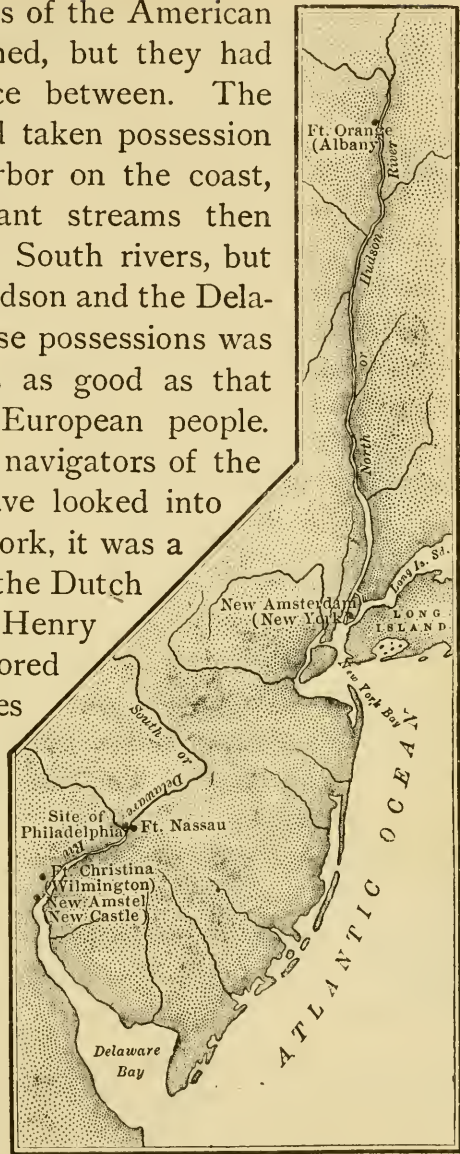 s of the American
ned, but they had
ce between. The
d taken possession
rbor on the coast,
ant streams then
South rivers, but
dson and the Dela-
se possessions was
s as good as that
European people.
navigators of the
ave looked into
ork, it was a
the Dutch
Henry
ored
es
Ft. Orange
(Albany)
North or Hudson River
New Amsterdam
(New York)
Long Is. Sd.
LONG
ISLAND
New York Bay
ATLANTIC OCEAN
South or Delaware Riv
Site of
Philadelphia
Ft. Nassau
Ft. Christina
(Wilmington)
New Amstel
New Castle)
Delaware
Bay